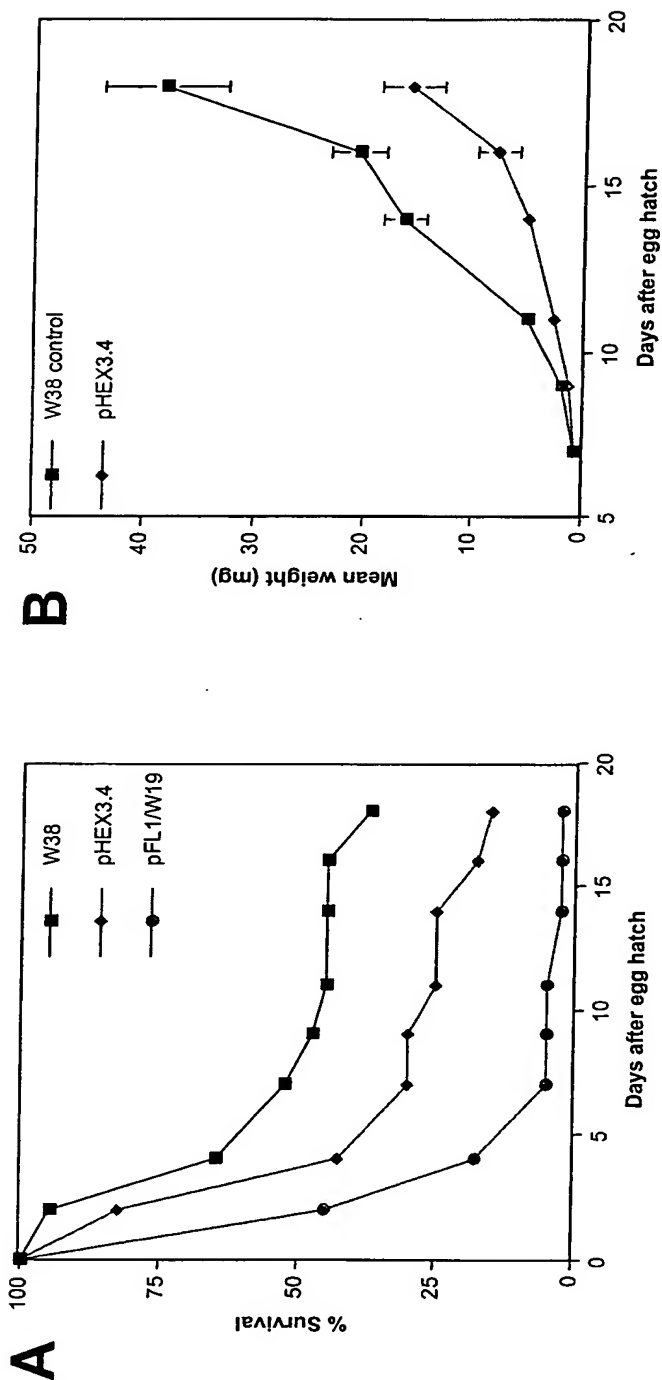 A
100
75
50
25
0
% Survival
0
5
10
15
20
Days after egg hatch
W38
pHEX3.4
pFL1/W19
B
50
40
30
20
10
0
Mean weight (mg)
5
10
15
20
Days after egg hatch
W38 control
pHEX3.4